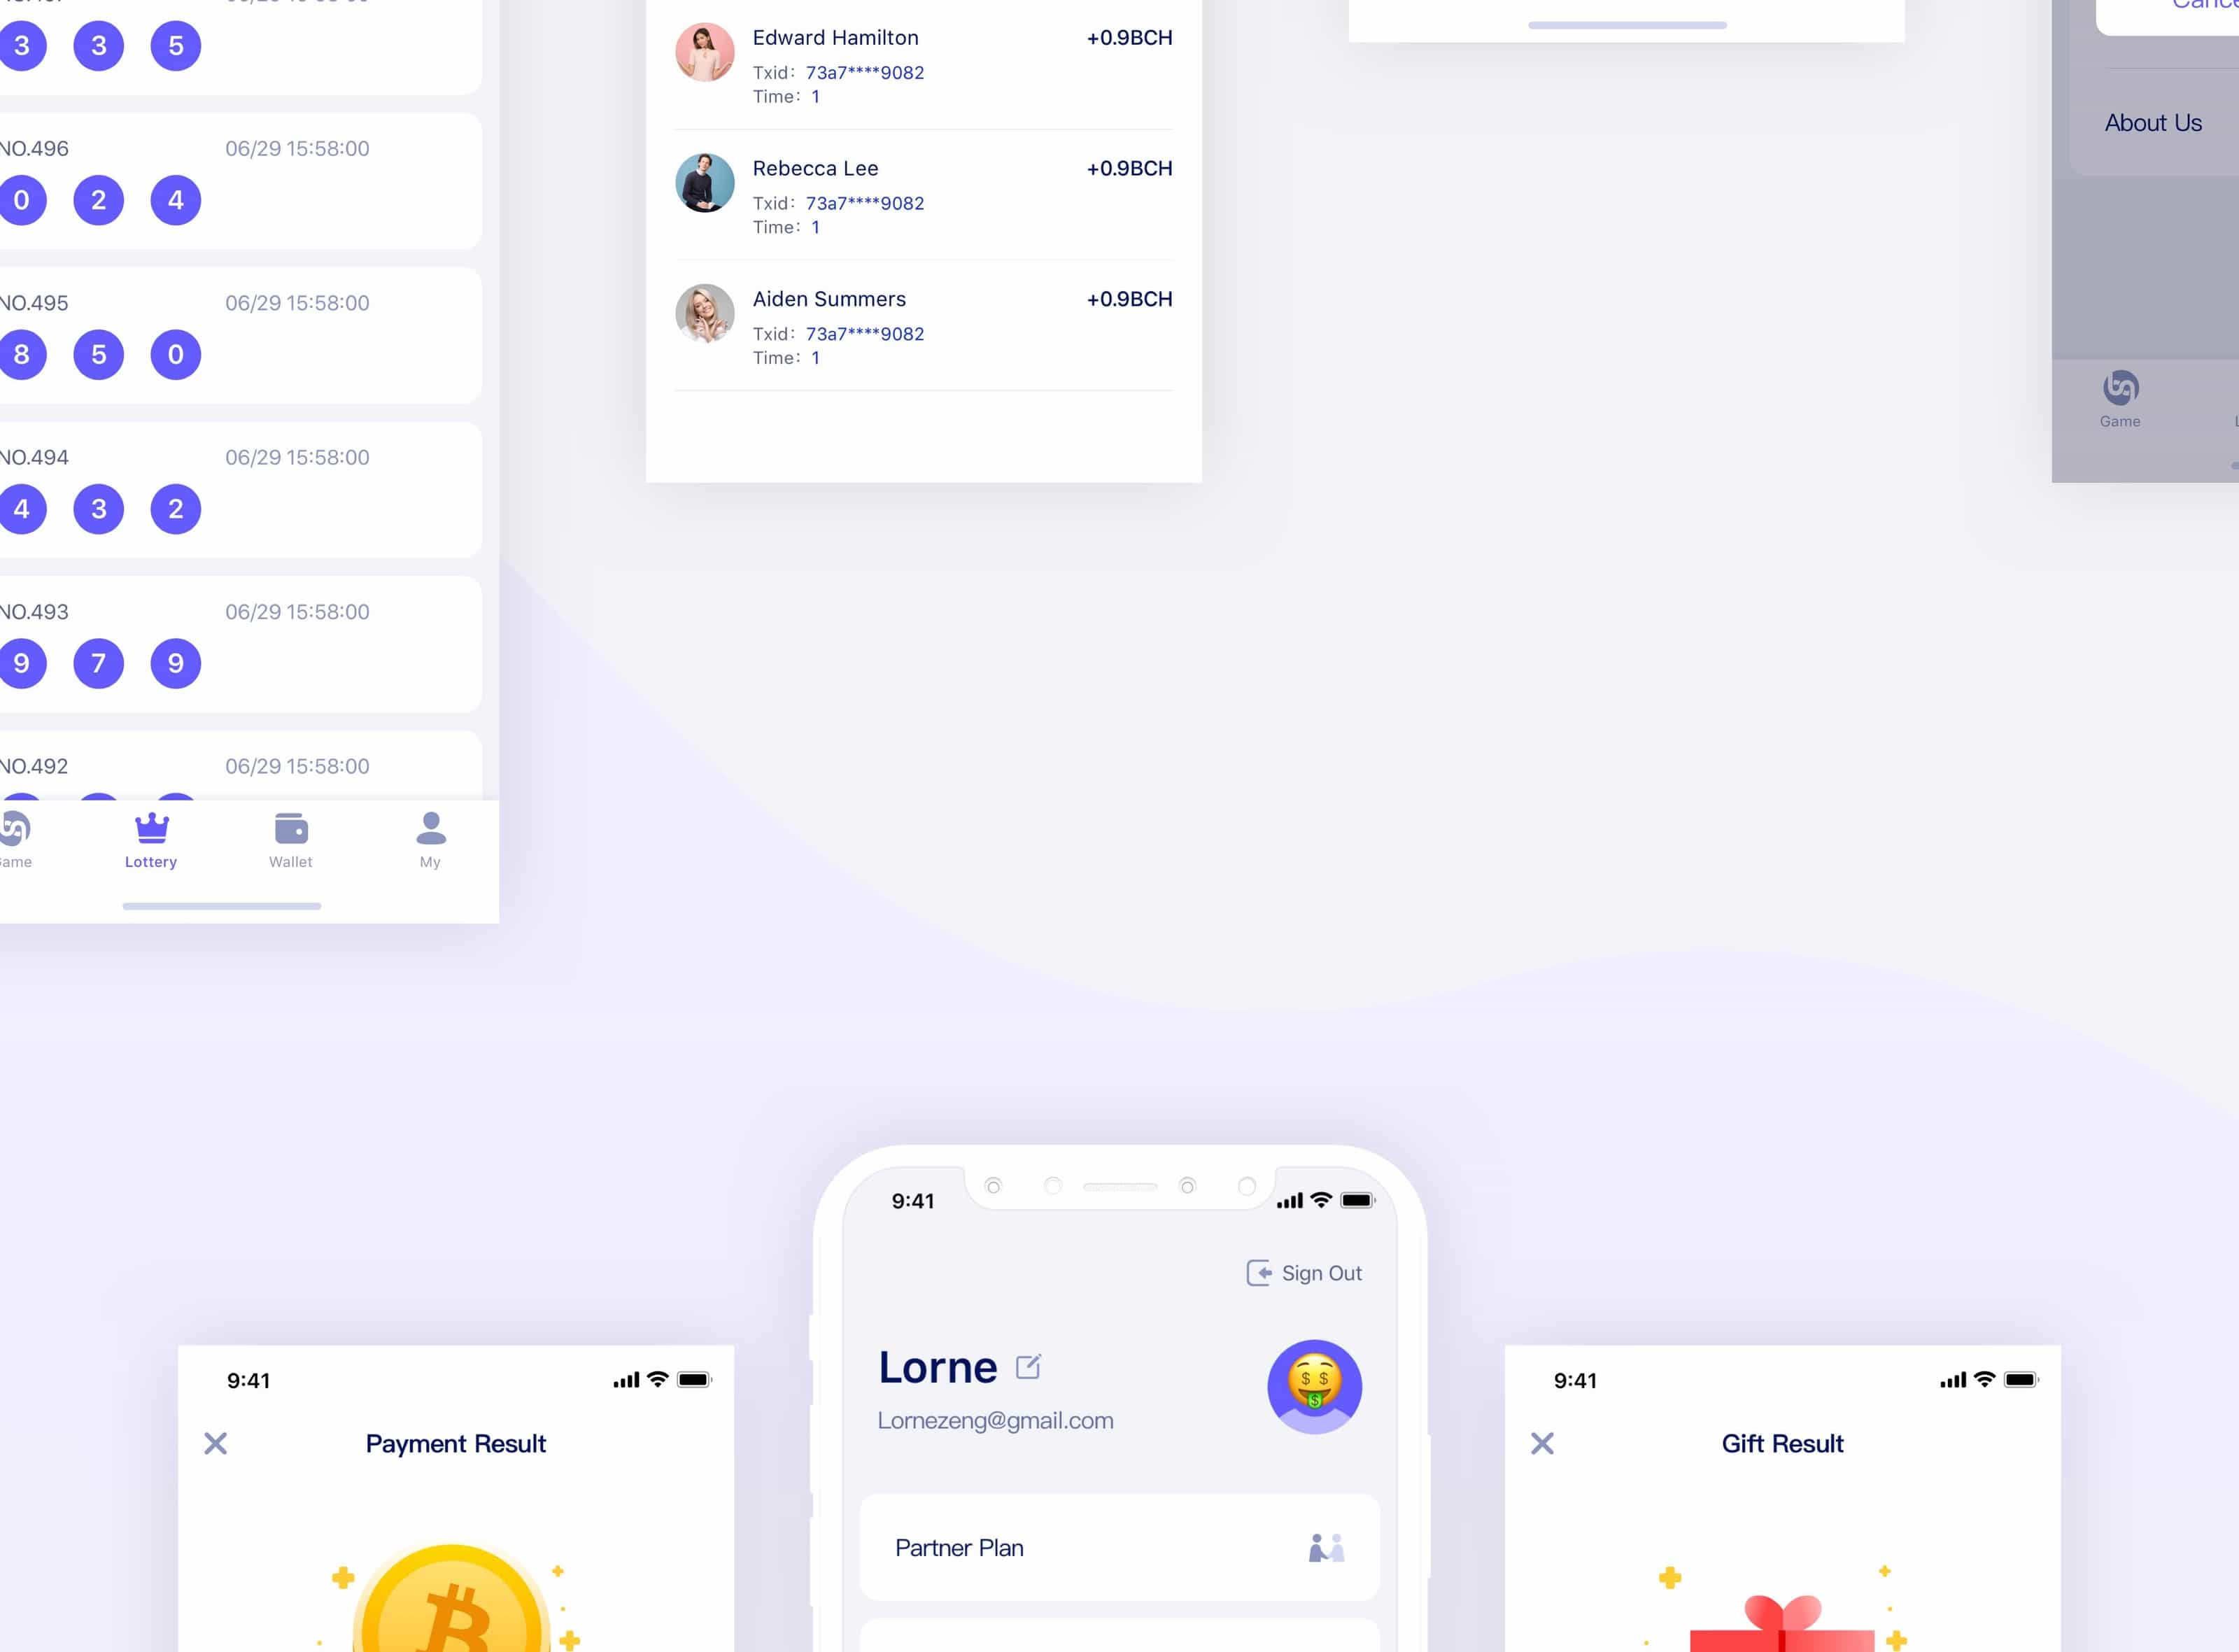 3 3 5
NO.496 06/29 15:58:00
0 2 4
NO.495 06/29 15:58:00
8 5 0
NO.494 06/29 15:58:00
4 3 2
NO.493 06/29 15:58:00
9 7 9
NO.492 06/29 15:58:00
Lottery Wallet My
Edward Hamilton +0.9BCH
Txid: 73a7****9082
Time: 1
Rebecca Lee +0.9BCH
Txid: 73a7****9082
Time: 1
Aiden Summers +0.9BCH
Txid: 73a7****9082
Time: 1
About Us
Game
9:41
Payment Result
9:41
Sign Out
Lorne
Lornezeng@gmail.com
Partner Plan
9:41
Gift Result